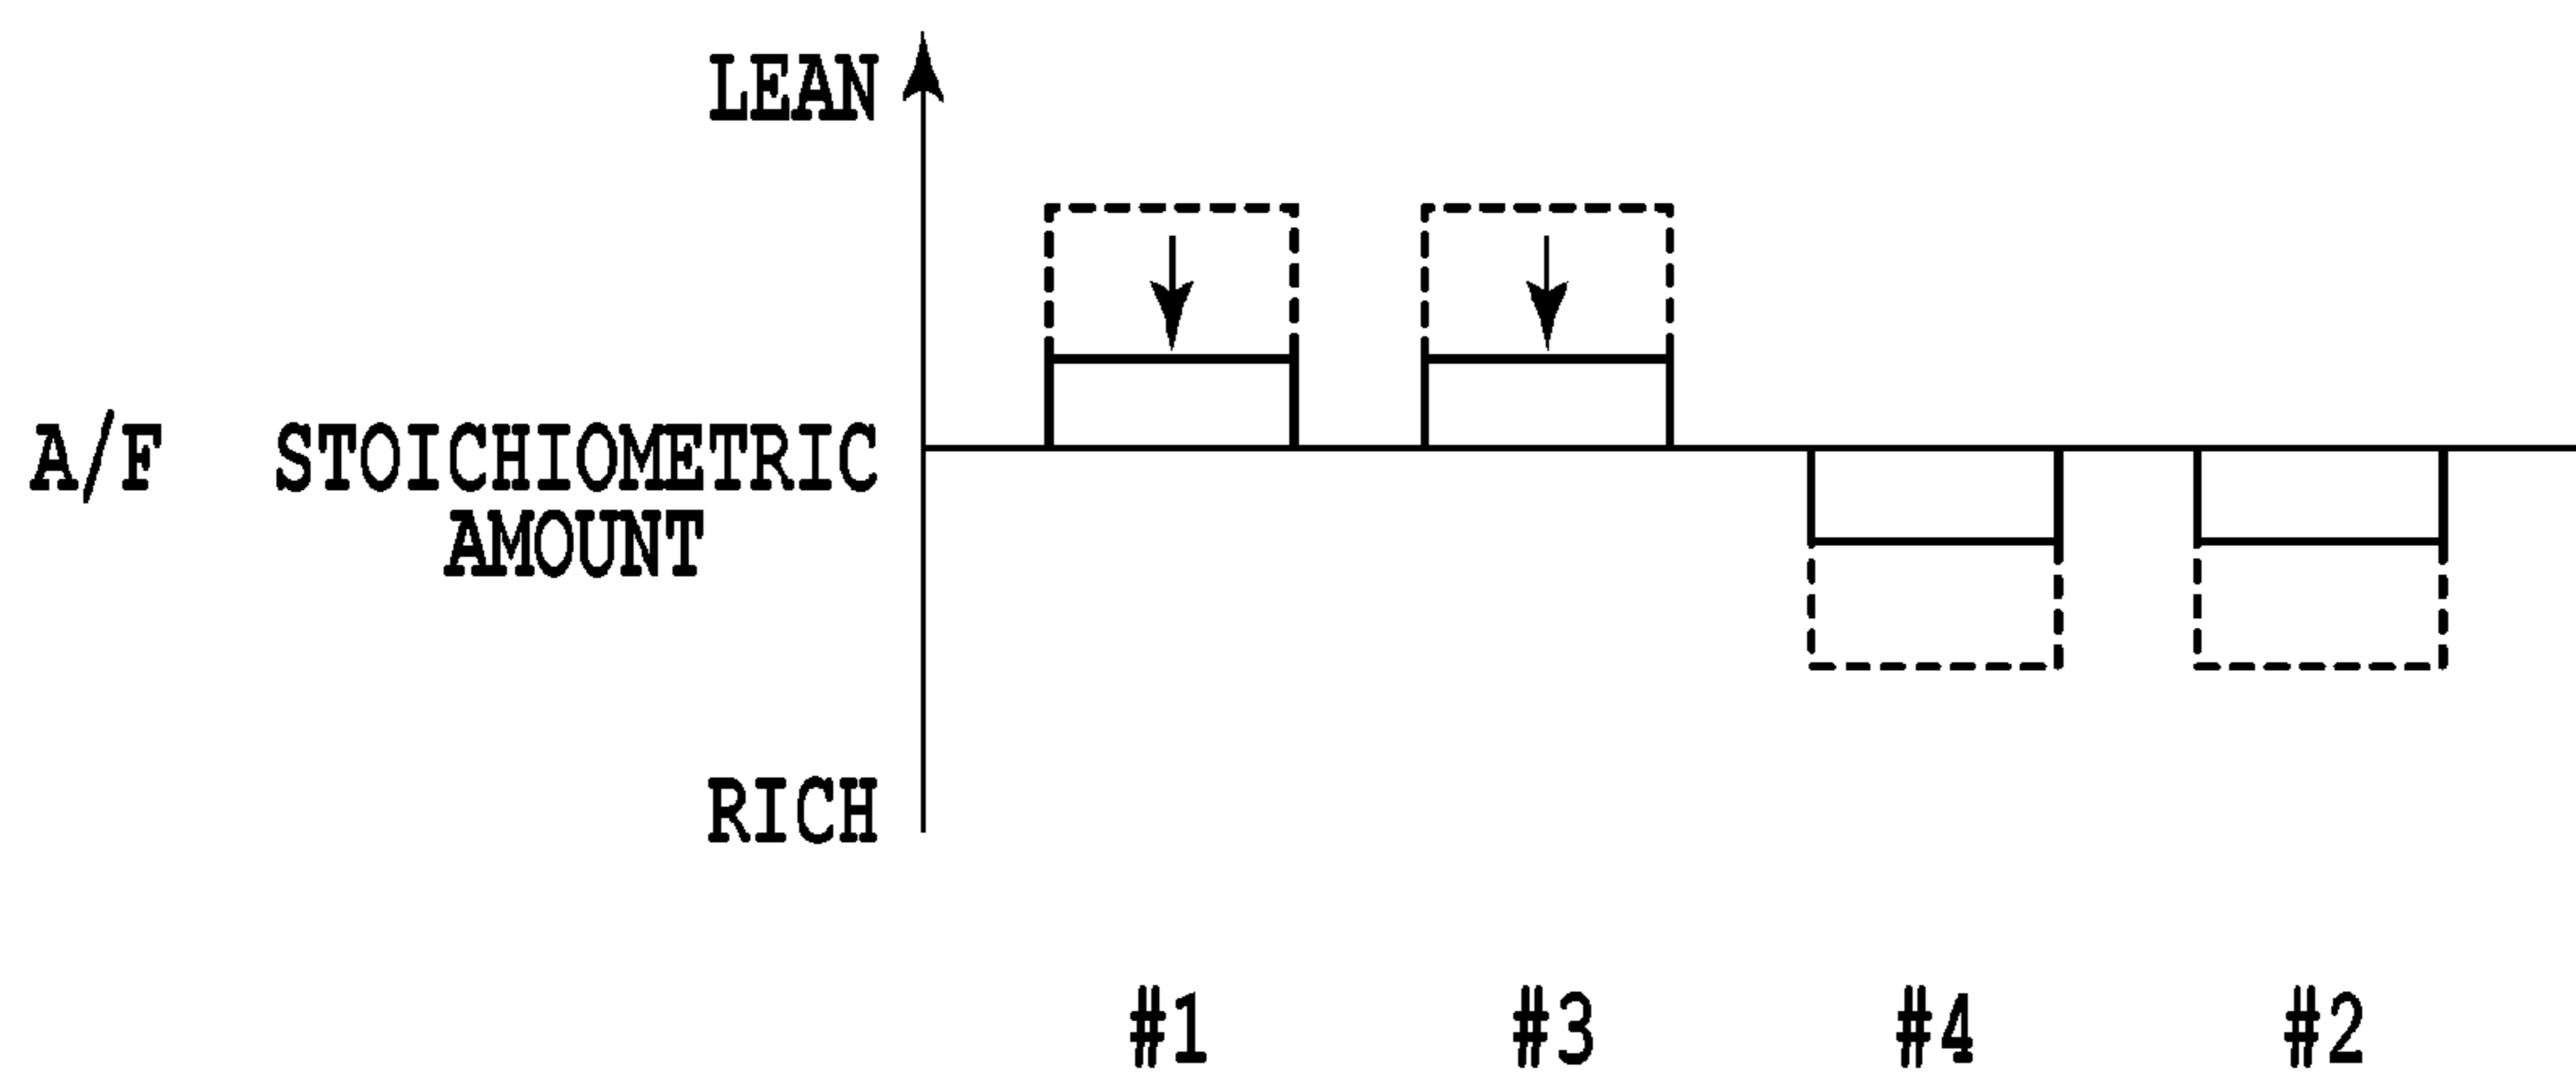 LEAN
A/F STOICHIOMETRIC
AMOUNT
RICH
#1 #3 #4 #2